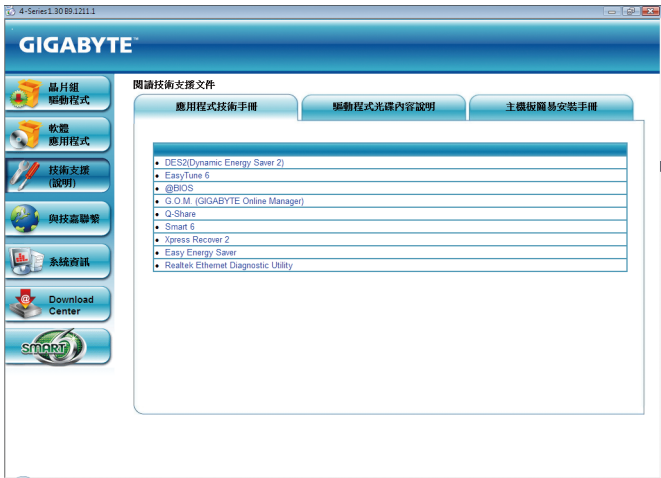 4-Series1.30 B9.1211.1
GIGABYTE™
晶片組
驅動程式
軟體
應用程式
技術支援
(說明)
與技嘉聯繫
系統資訊
Download
Center
SMART6
閱讀技術支援文件
應用程式技術手冊
驅動程式光碟內容說明
主機板簡易安裝手冊
• DES2(Dynamic Energy Saver 2)
• EasyTune 6
• @BIOS
• G.O.M. (GIGABYTE Online Manager)
• Q-Share
• Smart 6
• Xpress Recover 2
• Easy Energy Saver
• Realtek Ethernet Diagnostic Utility